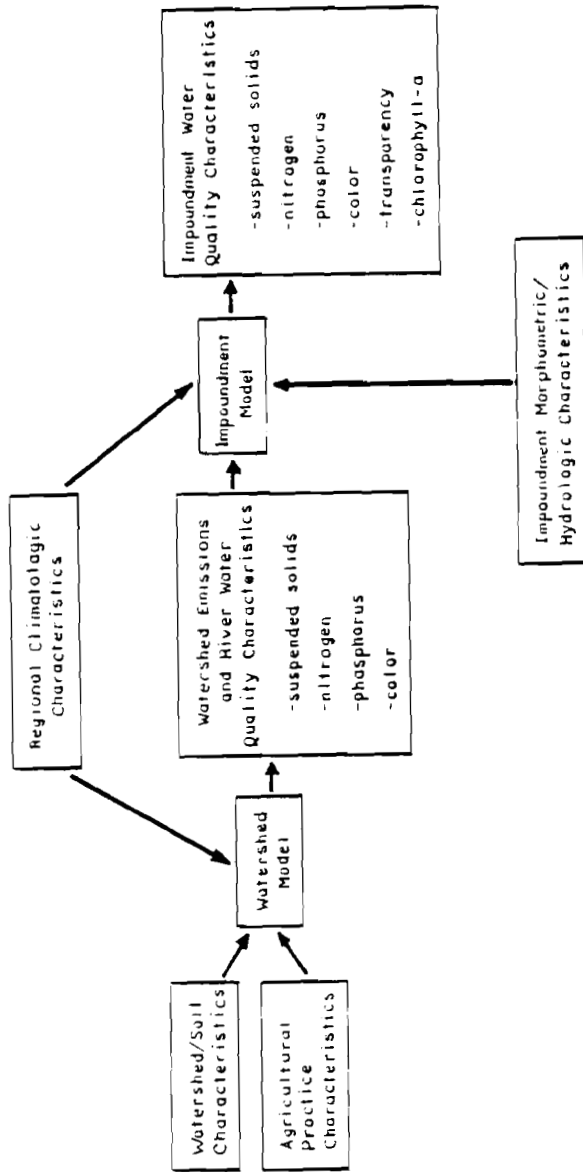 Regional Climatologic
Characteristics
Watershed/Soil
Characteristics
Agricultural
Practice
Characteristics
Watershed
Model
Watershed Emissions
and River Water
Quality Characteristics
-suspended solids
-nitrogen
-phosphorus
-color
Impoundment
Model
Impoundment Water
Quality Characteristics
-suspended solids
-nitrogen
-phosphorus
-color
-transparency
-chlorophyll-a
Impoundment Morphometric/
Hydrologic Characteristics